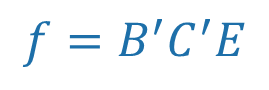 f = B′C′E